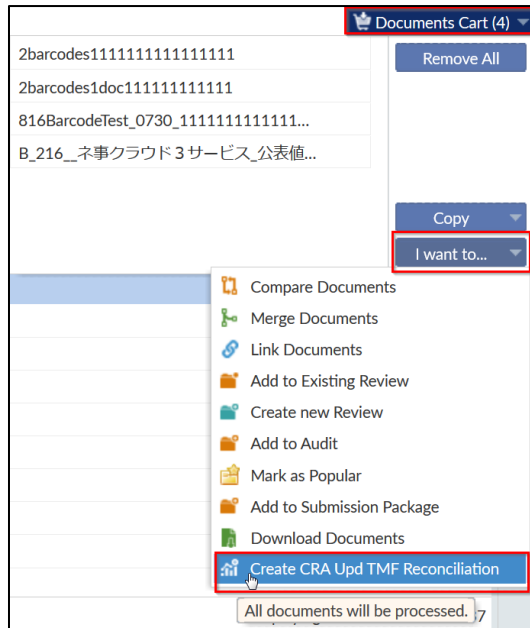 Documents Cart (4)
2barcodes1111111111111111
2barcodes1doc111111111111
816BarcodeTest_0730_1111111111111...
B_216__ネ事クラウド３サービス_公表値...
Remove All
Copy
I want to...
Compare Documents
Merge Documents
Link Documents
Add to Existing Review
Create new Review
Add to Audit
Mark as Popular
Add to Submission Package
Download Documents
Create CRA Upd TMF Reconciliation
All documents will be processed.